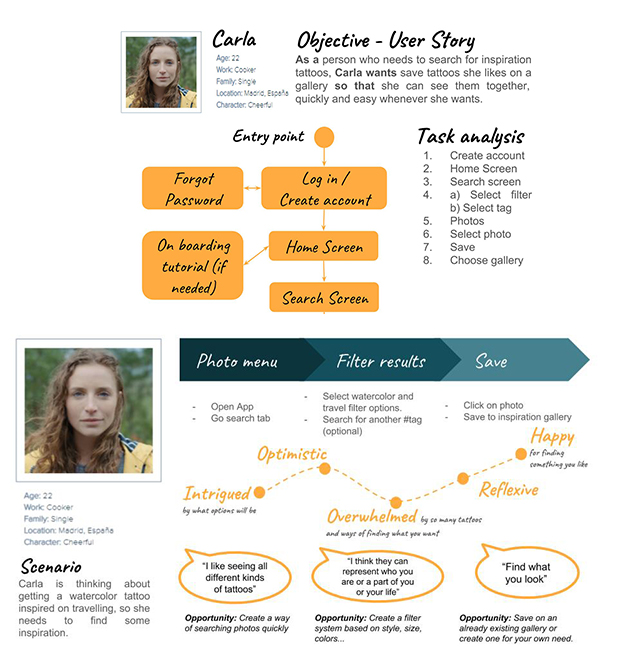 Carla
Age: 22
Work: Cooker
Family: Single
Location: Madrid, España
Character: Cheerful
Objective - User Story
As a person who needs to search for inspiration
tattoos, Carla wants save tattoos she likes on a
gallery so that she can see them together,
quickly and easy whenever she wants.
Entry point
Forgot
Password
Log in /
Create account
On boarding
tutorial (if
needed)
Home Screen
Search Screen
Task analysis
1. Create account
2. Home Screen
3. Search screen
4. a) Select filter
b) Select tag
5. Photos
6. Select photo
7. Save
8. Choose gallery
Age: 22
Work: Cooker
Family: Single
Location: Madrid, España
Character: Cheerful
Scenario
Carla is thinking about
getting a watercolor tattoo
inspired on travelling, so she
needs to find some
inspiration.
Photo menu
Filter results
Save
- Open App
- Go search tab
- Select watercolor and
travel filter options.
- Search for another #tag
(optional)
- Click on photo
- Save to inspiration gallery
Intrigued
by what options will be
Optimistic
Overwhelmed by so many tattoos
and ways of finding what you want
Reflexive
Happy
for finding
something you like
“I like seeing all
different kinds
of tattoos”
“I think they can
represent who you
are or a part of you
or your life”
“Find what
you look”
Opportunity: Create a way
of searching photos quickly
Opportunity: Create a filter
system based on style, size,
colors...
Opportunity: Save on an
already existing gallery or
create one for your own need.